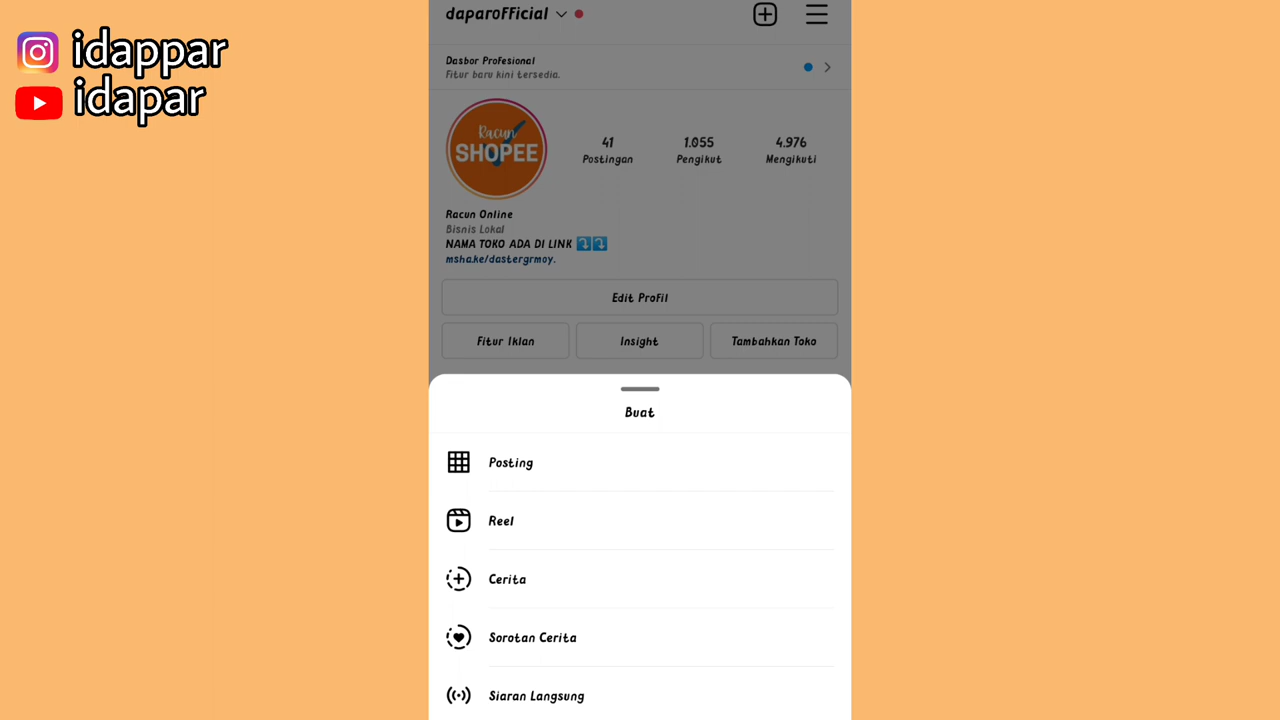 idappar
idapar
daparofficial
Dasbor Profesional
Fitur baru kini tersedia.
Racun
SHOPEE
41
Postingan
1.055
Pengikut
4.976
Mengikuti
Racun Online
Bisnis Lokal
NAMA TOKO ADA DI LINK ⤵️⤵️
msha.ke/dastergrmoy.
Edit Profil
Fitur Iklan
Insight
Tambahkan Toko
Buat
Posting
Reel
Cerita
Sorotan Cerita
Siaran Langsung